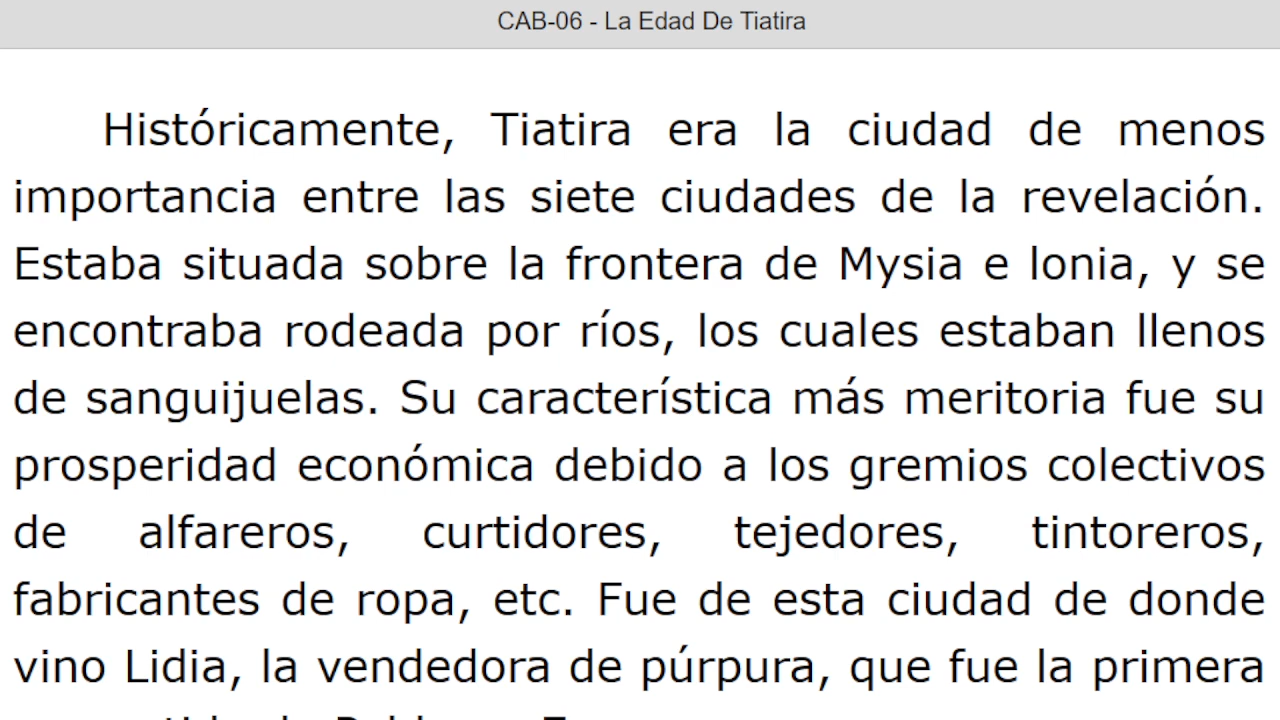 CAB-06 - La Edad De Tiatira
Históricamente, Tiatira era la ciudad de menos
importancia entre las siete ciudades de la revelación.
Estaba situada sobre la frontera de Mysia e lonia, y se
encontraba rodeada por ríos, los cuales estaban llenos
de sanguijuelas. Su característica más meritoria fue su
prosperidad económica debido a los gremios colectivos
de alfareros, curtidores, tejedores, tintoreros,
fabricantes de ropa, etc. Fue de esta ciudad de donde
vino Lidia, la vendedora de púrpura, que fue la primera